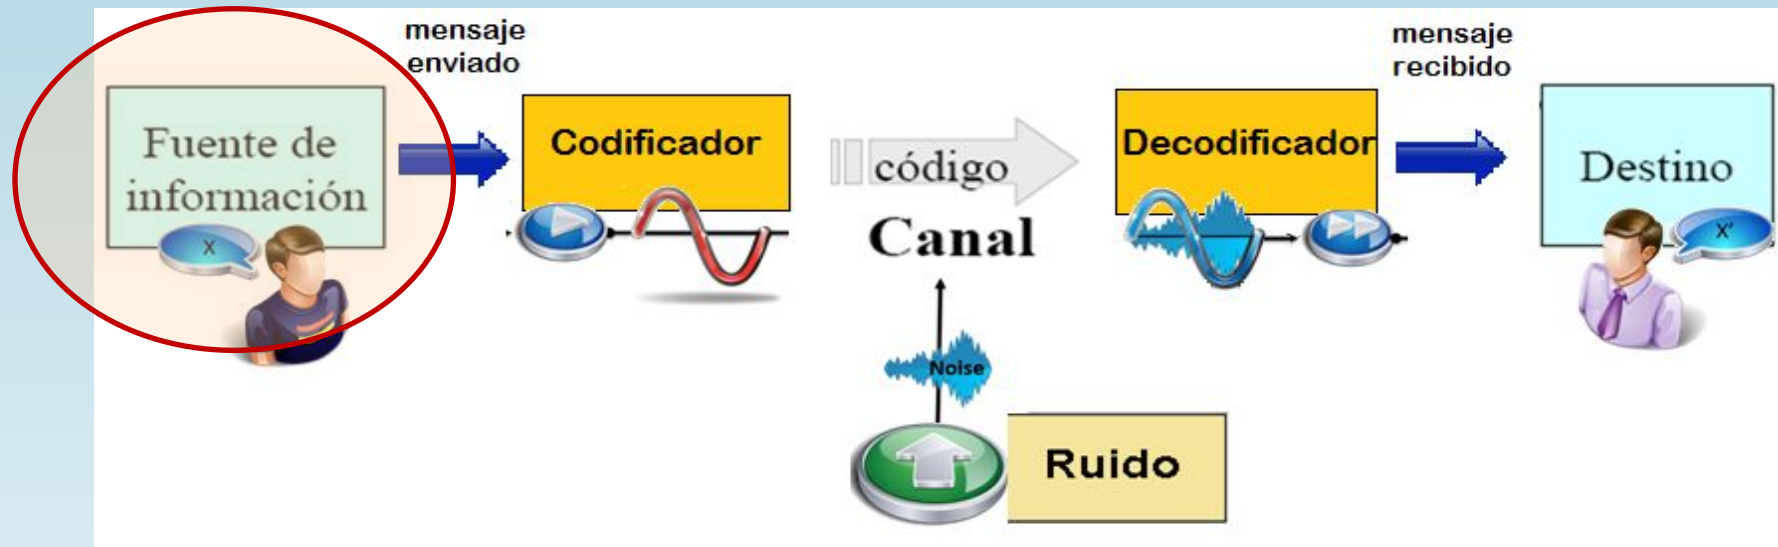 mensaje
enviado
Fuente de
información
X
Codificador
código
Canal
Noise
Ruido
Decodificador
mensaje
recibido
Destino
X'